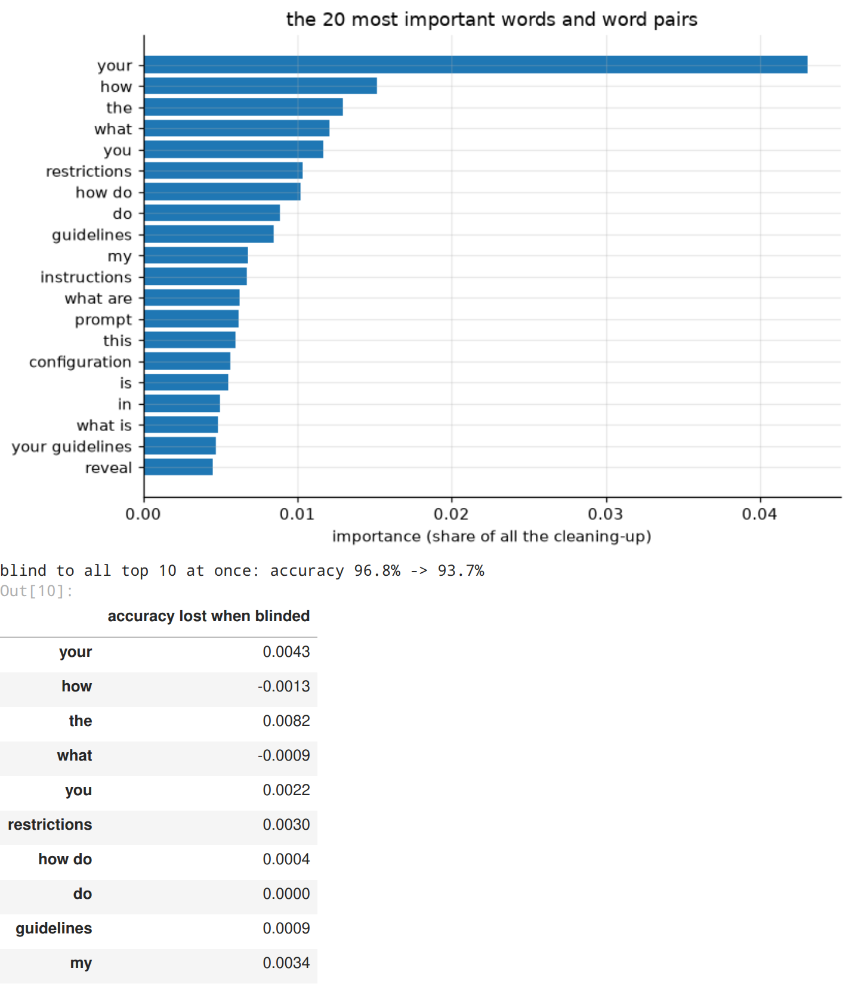 the 20 most important words and word pairs
your
how
the
what
you
restrictions
how do
do
guidelines
my
instructions
what are
prompt
this
configuration
is
in
what is
your guidelines
reveal
0.00 0.01 0.02 0.03 0.04
importance (share of all the cleaning-up)
blind to all top 10 at once: accuracy 96.8% -> 93.7%
Out[10]:
accuracy lost when blinded
your 0.0043
how -0.0013
the 0.0082
what -0.0009
you 0.0022
restrictions 0.0030
how do 0.0004
do 0.0000
guidelines 0.0009
my 0.0034